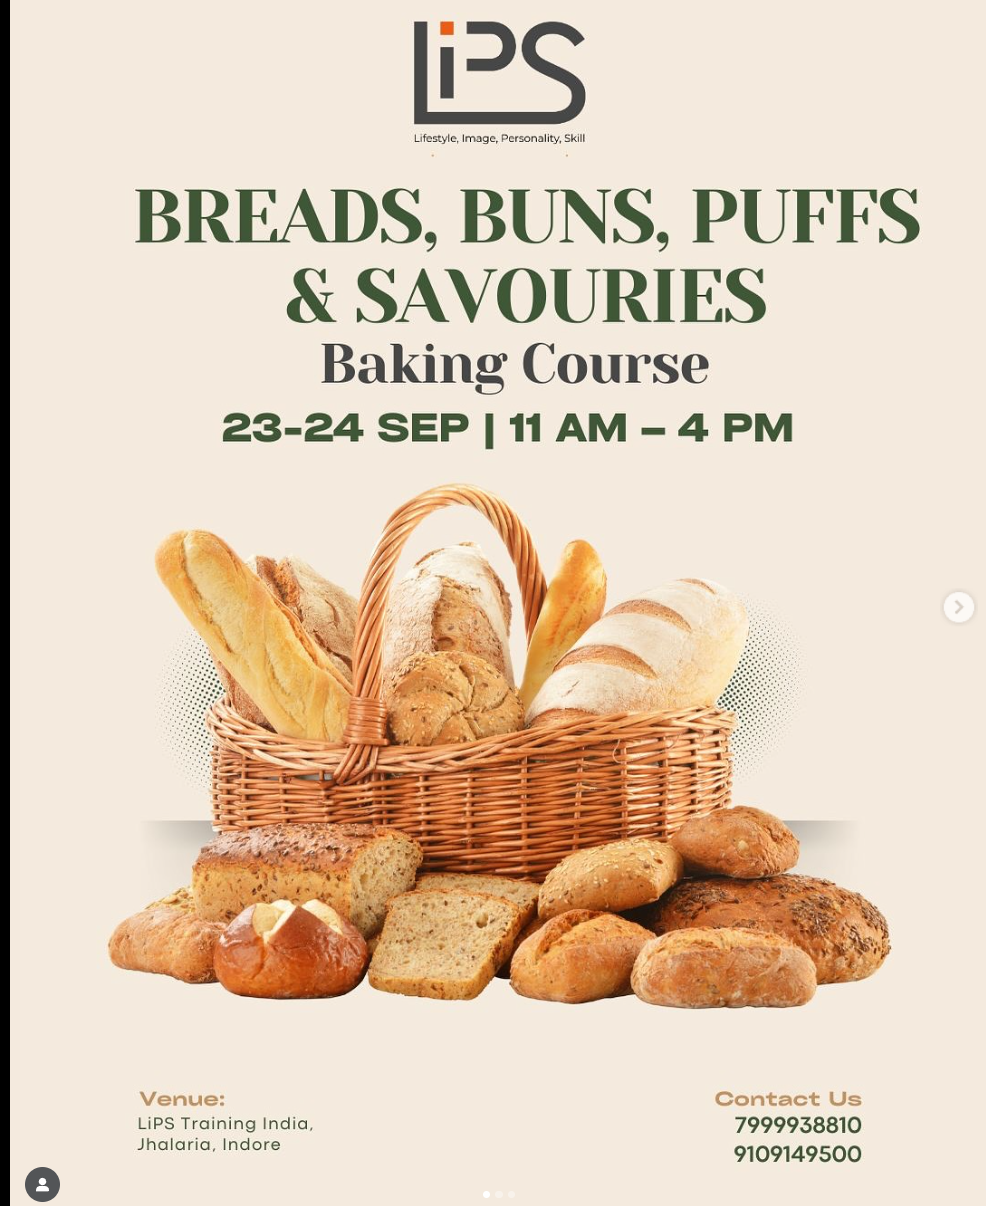 LiPS
Lifestyle, Image, Personality, Skill
BREADS, BUNS, PUFFS
& SAVOURIES
Baking Course
23-24 SEP | 11 AM – 4 PM
Venue:
LiPS Training India,
Jhalaria, Indore
Contact Us
7999938810
9109149500